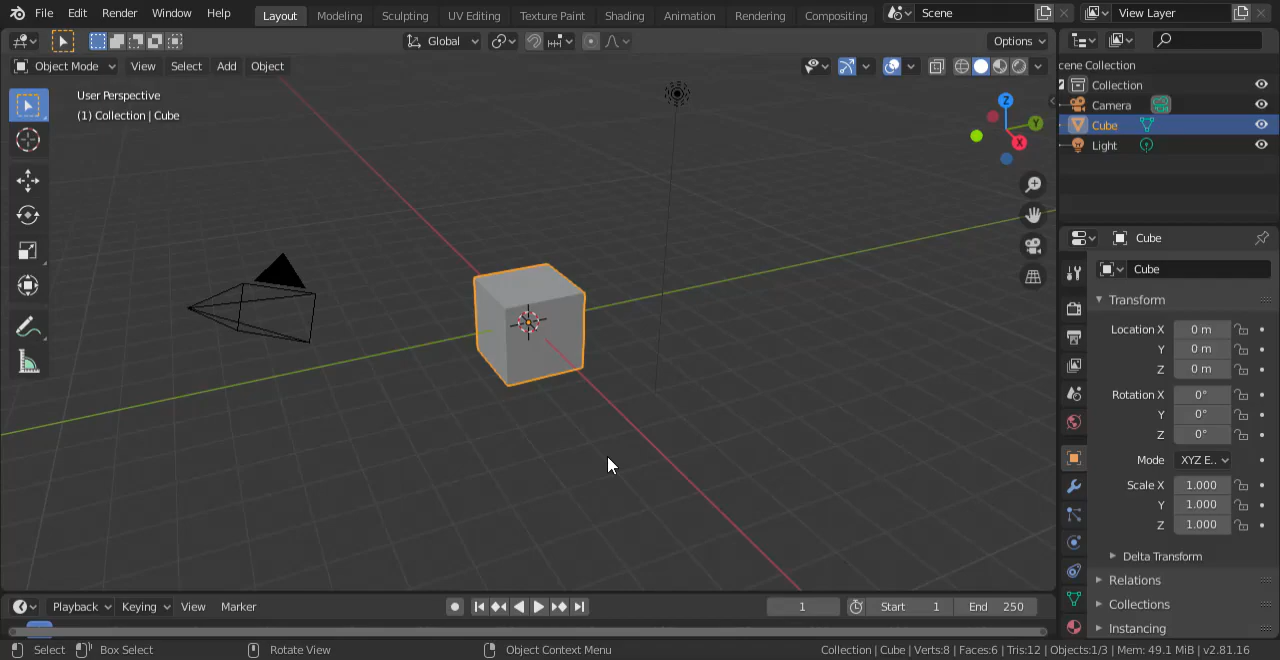 File Edit Render Window Help Layout Modeling Sculpting UV Editing Texture Paint Shading Animation Rendering Compositing Scene View Layer
Global Options
Object Mode View Select Add Object
User Perspective
(1) Collection | Cube
Z
Y
X
cene Collection
Collection
Camera
Cube
Light
Cube
Cube
Transform
Location X 0 m
Y 0 m
Z 0 m
Rotation X 0°
Y 0°
Z 0°
Mode XYZ E..
Scale X 1.000
Y 1.000
Z 1.000
Delta Transform
Relations
Collections
Instancing
Playback Keying View Marker 1 Start 1 End 250
Select Box Select Rotate View Object Context Menu Collection | Cube | Verts:8 | Faces:6 | Tris:12 | Objects:1/3 | Mem: 49.1 MiB | v2.81.16